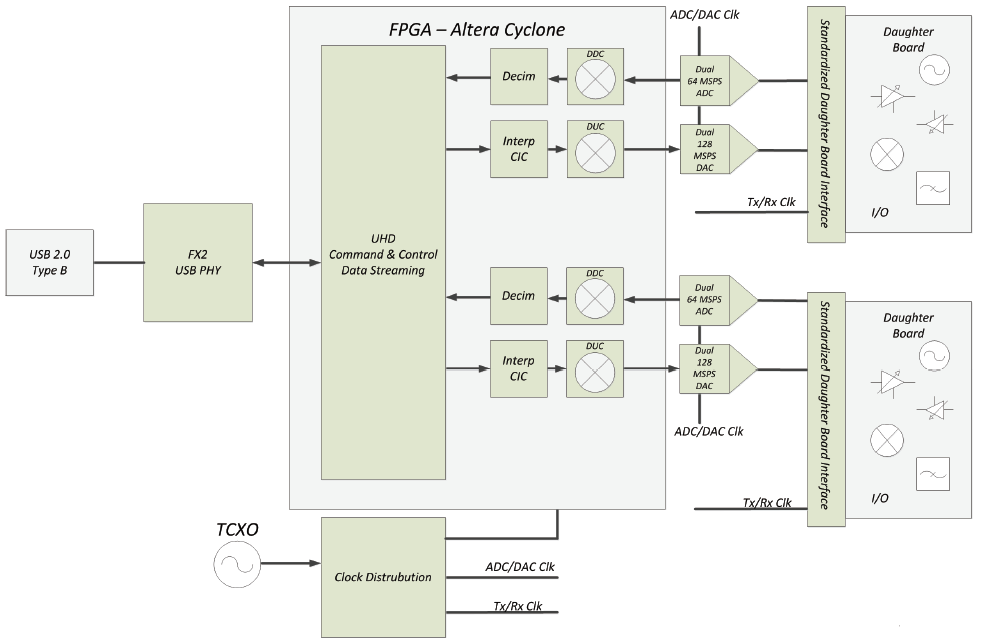 FPGA – Altera Cyclone
ADC/DAC Clk
Daughter
Board
DDC
Decim
Dual
64 MSPS
ADC
DUC
Interp
CIC
Dual
128
MSPS
DAC
Tx/Rx Clk
I/O
Standardized Daughter Board Interface
USB 2.0
Type B
FX2
USB PHY
UHD
Command & Control
Data Streaming
DDC
Decim
Dual
64 MSPS
ADC
Daughter
Board
DUC
Interp
CIC
Dual
128
MSPS
DAC
ADC/DAC Clk
Standardized Daughter Board Interface
I/O
Tx/Rx Clk
TCXO
Clock Distrubution
ADC/DAC Clk
Tx/Rx Clk